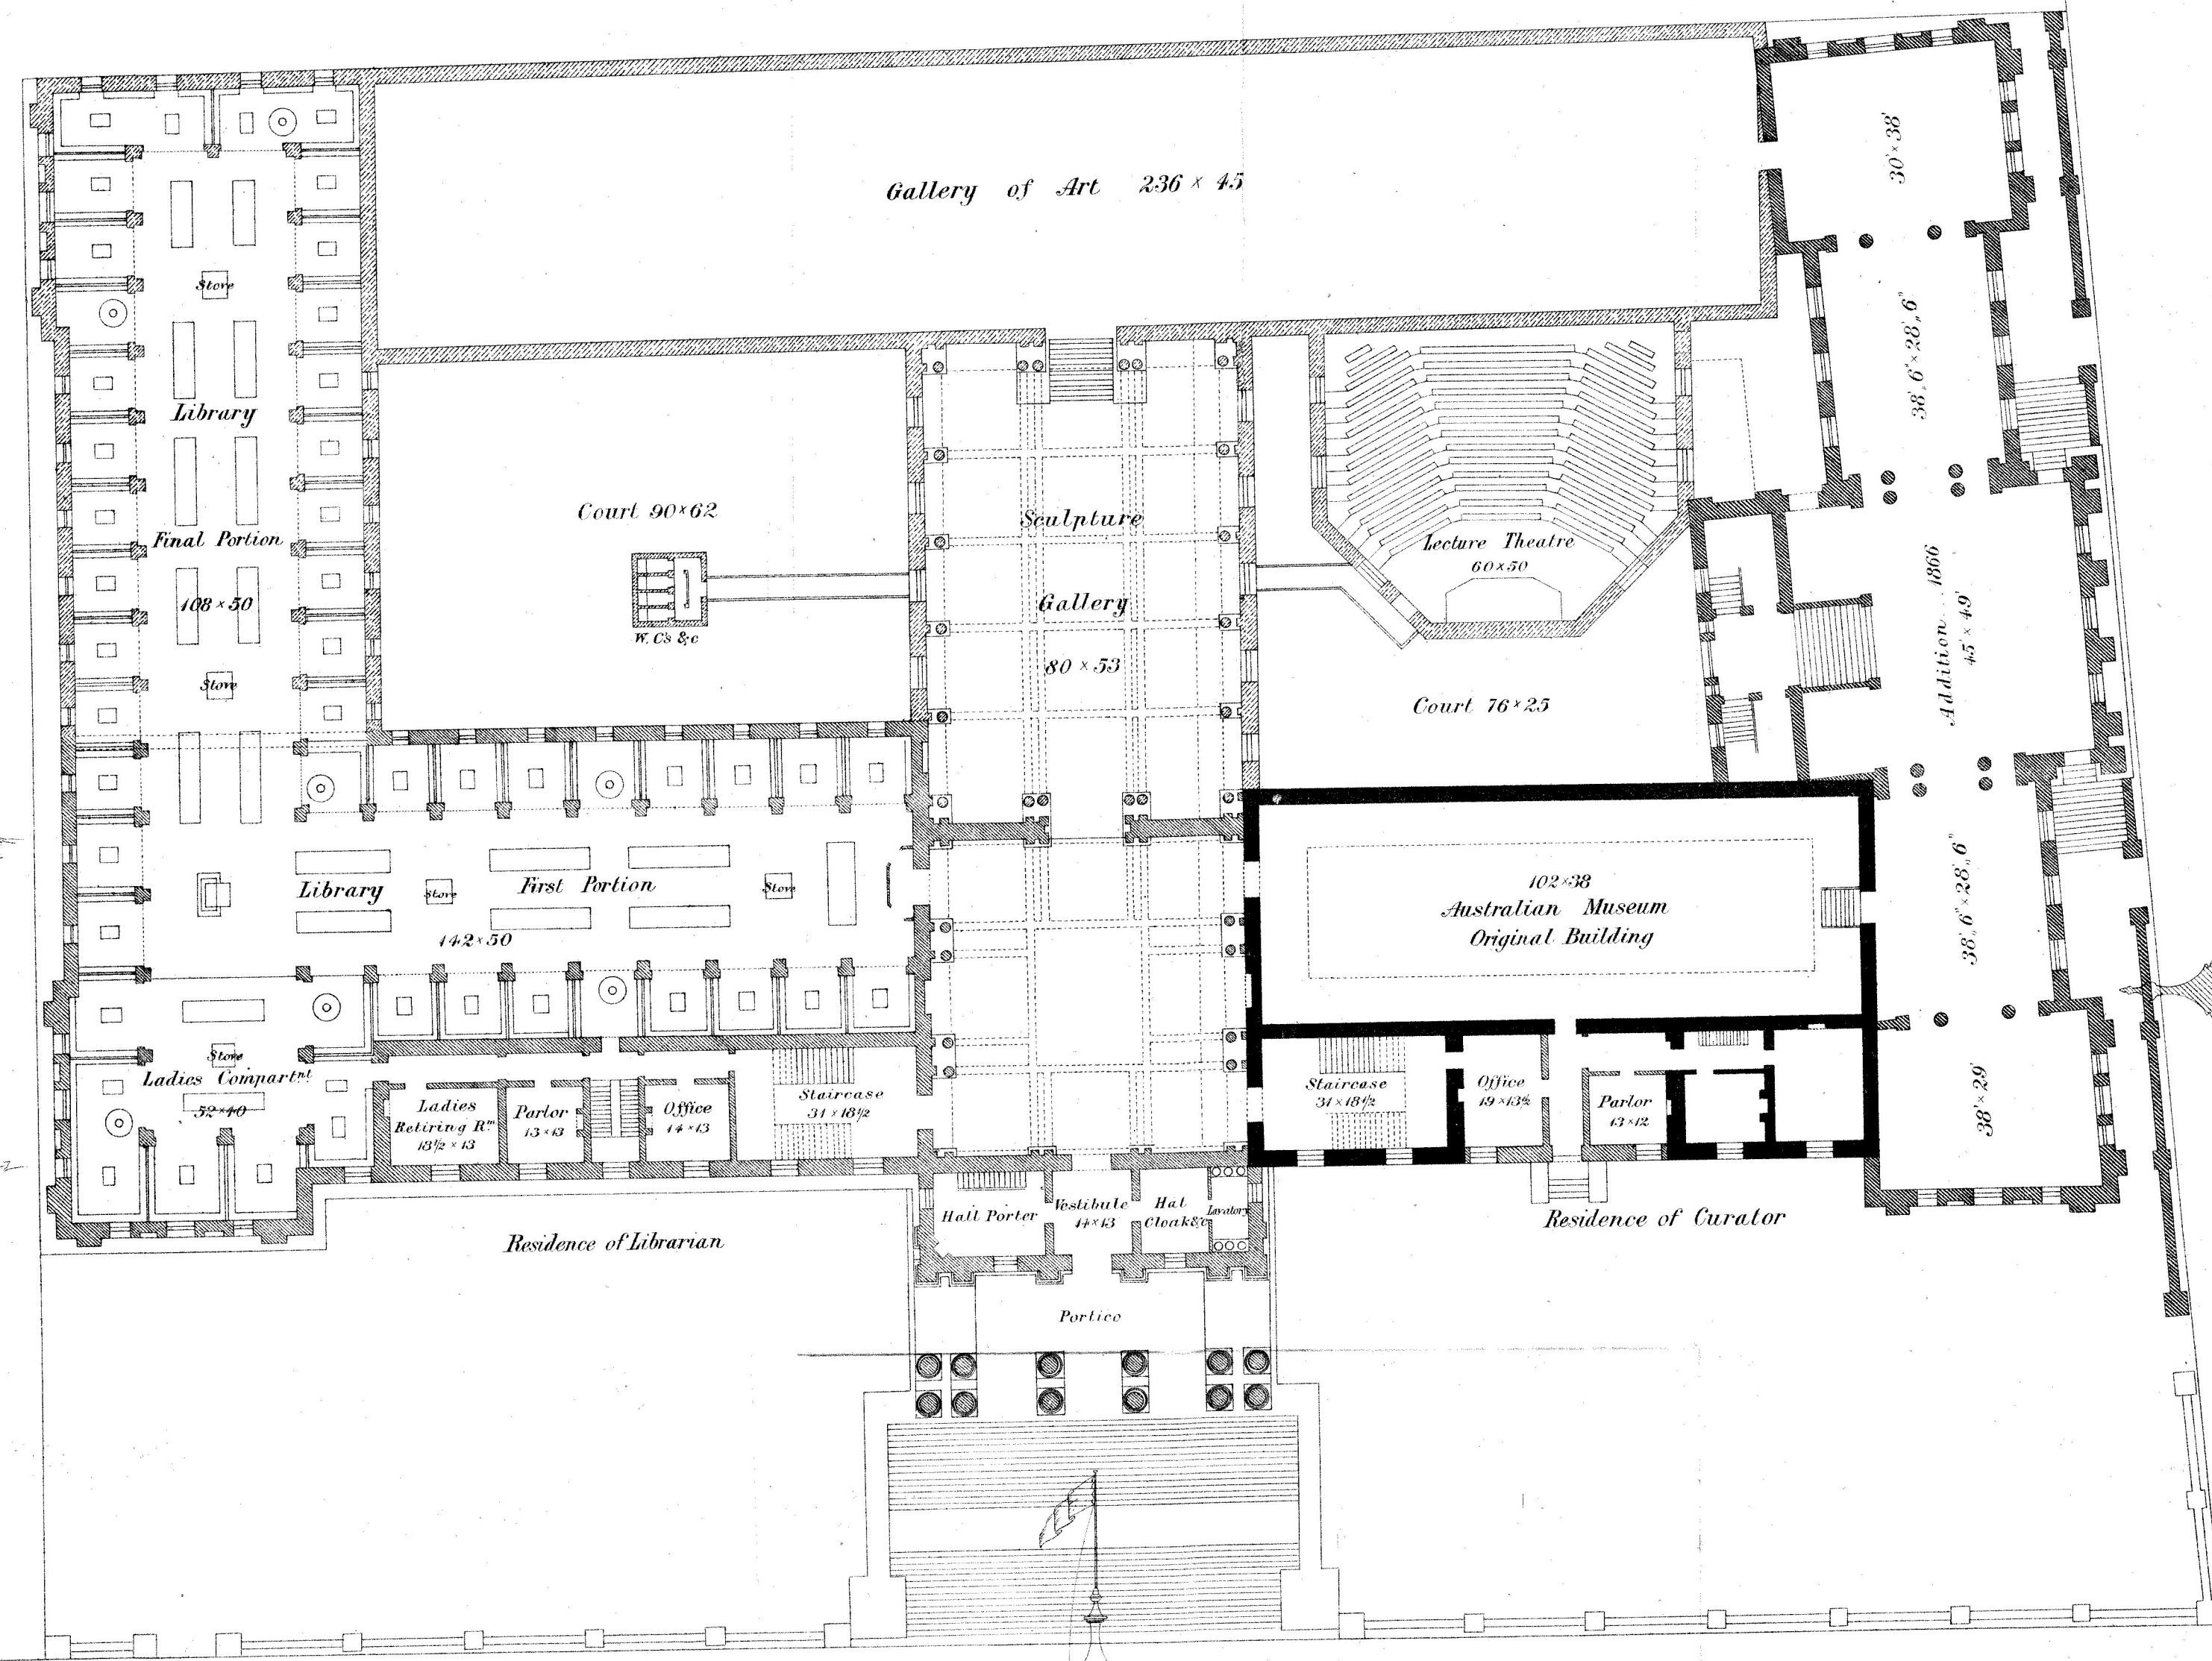 Gallery of Art 236 × 45
30' × 38'
38',,6" × 28',,6"
Store
Library
Final Portion
108 × 50
Store
Court 90 × 62
W.C's &c
Sculpture
Gallery
80 × 53
Lecture Theatre
60 × 50
Court 76 × 25
Addition...1866
45' × 49'
Library
Store
First Portion
Store
142 × 50
102 × 38
Australian Museum
Original Building
38',,6" × 28',,6"
Store
Ladies Compartnt
52 × 40
Ladies
Retiring Rm
18½ × 13
Parlor
13 × 13
Office
14 × 13
Staircase
31 × 18½
Staircase
31 × 18½
Office
19 × 13½
Parlor
13 × 12
38' × 29'
Hall Porter
Vestibule
14 × 13
Hat
Cloak &c
Lavatory
Residence of Librarian
Residence of Curator
Portico